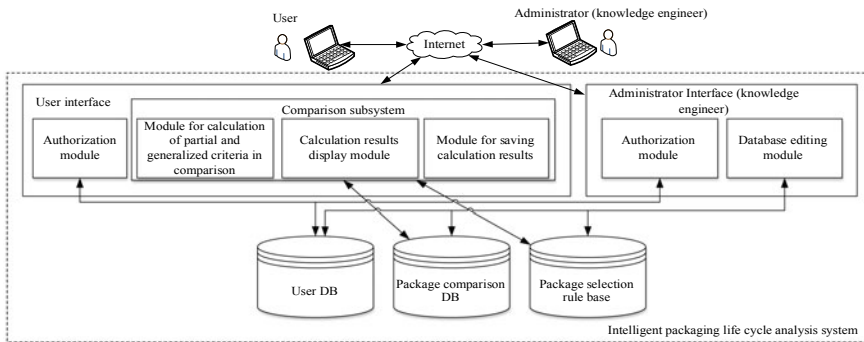 User
Administrator (knowledge engineer)
Internet
User interface
Comparison subsystem
Administrator Interface (knowledge
engineer)
Authorization
module
Module for calculation
of partial and
generalized criteria in
comparison
Calculation results
display module
Module for saving
calculation results
Authorization
module
Database editing
module
User DB
Package comparison
DB
Package selection
rule base
Intelligent packaging life cycle analysis system